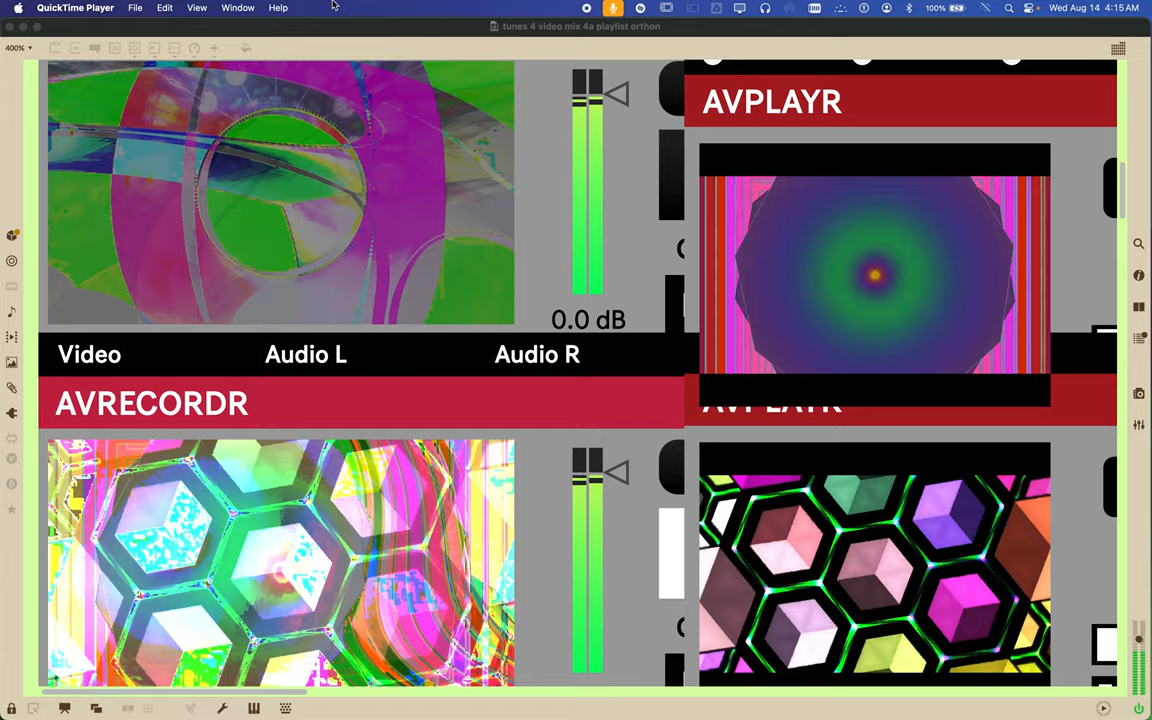 QuickTime Player File Edit View Window Help 100% Wed Aug 14 4:15 AM
tunes 4 video mix 4a playlist orthon
400%
AVPLAYR
0.0 dB
Video Audio L Audio R
AVRECORDR
AVPLAYR